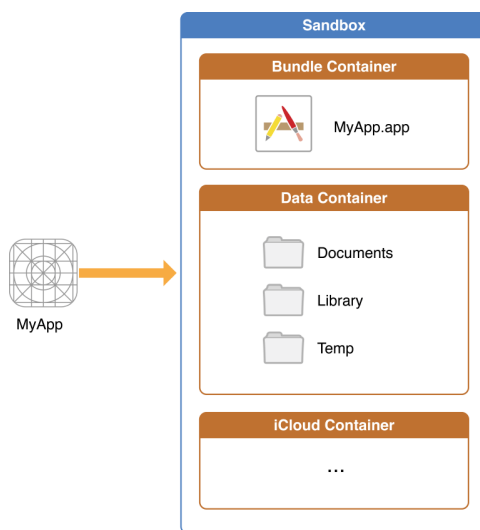 Sandbox
Bundle Container
MyApp.app
Data Container
Documents
Library
Temp
MyApp
iCloud Container
...